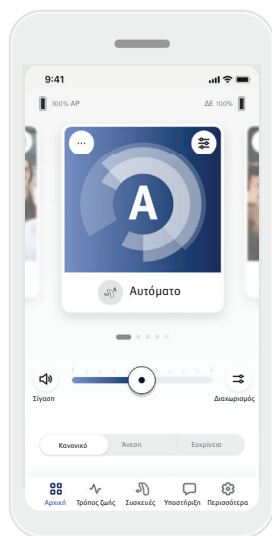 9:41
100% ΑΡ ΔΕ 100%
A
Αυτόματο
Σίγαση Διαχωρισμός
Κανονικό Άνεση Ευκρίνεια
Αρχική Τρόπος ζωής Συσκευές Υποστήριξη Περισσότερα